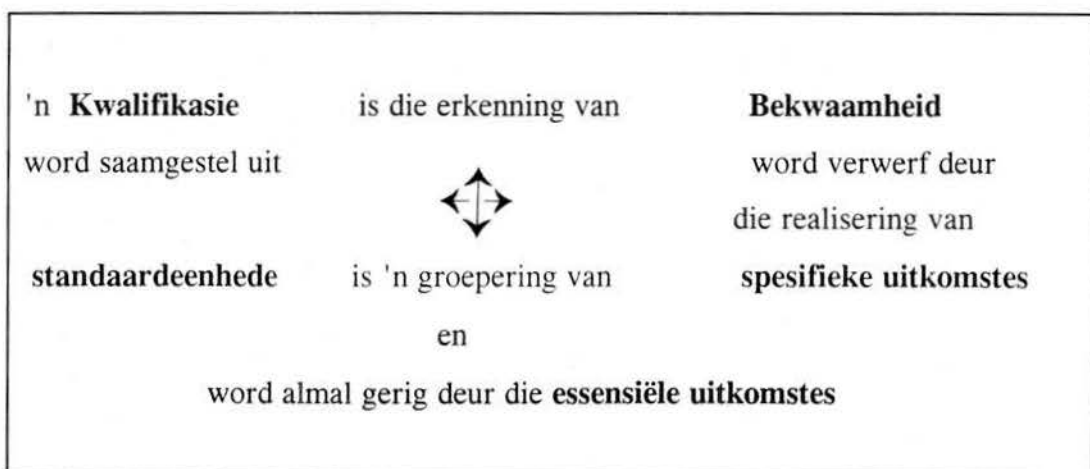 'n Kwalifikasie is die erkenning van Bekwaamheid
word saamgestel uit word verwerf deur
die realisering van
standaardeenhede is 'n groepering van spesifieke uitkomstes
en
word almal gerig deur die essensiële uitkomstes